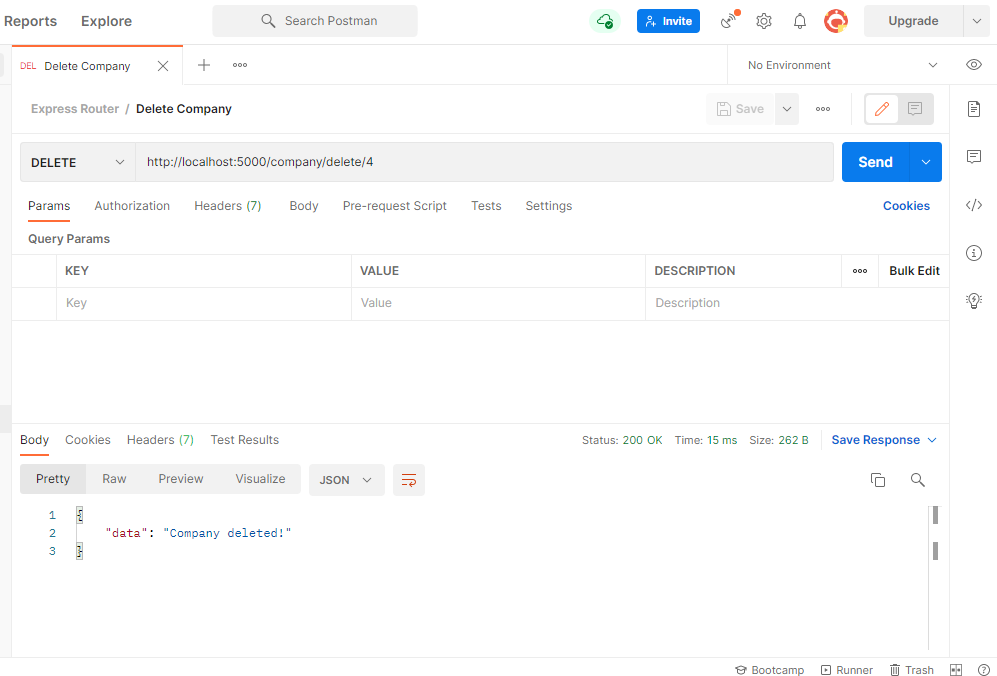 Reports Explore Search Postman Invite Upgrade
DEL Delete Company No Environment
Express Router / Delete Company Save
DELETE http://localhost:5000/company/delete/4 Send
Params Authorization Headers (7) Body Pre-request Script Tests Settings Cookies
Query Params
KEY VALUE DESCRIPTION Bulk Edit
Key Value Description
Body Cookies Headers (7) Test Results Status: 200 OK Time: 15 ms Size: 262 B Save Response
Pretty Raw Preview Visualize JSON
1 {
2 "data": "Company deleted!"
3 }
Bootcamp Runner Trash